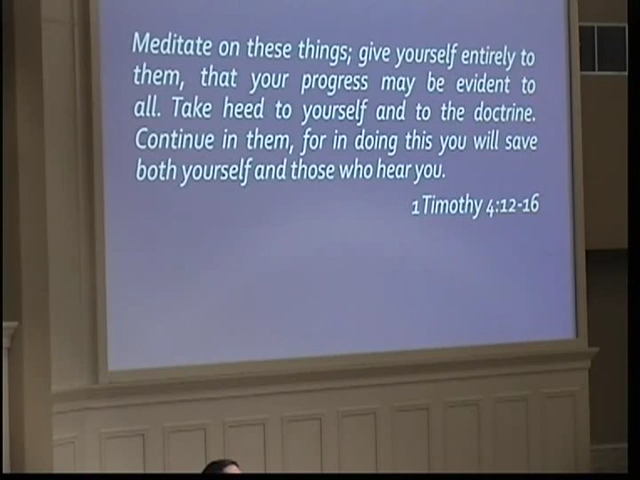 Meditate on these things; give yourself entirely to
them, that your progress may be evident to
all. Take heed to yourself and to the doctrine.
Continue in them, for in doing this you will save
both yourself and those who hear you.
1 Timothy 4:12-16